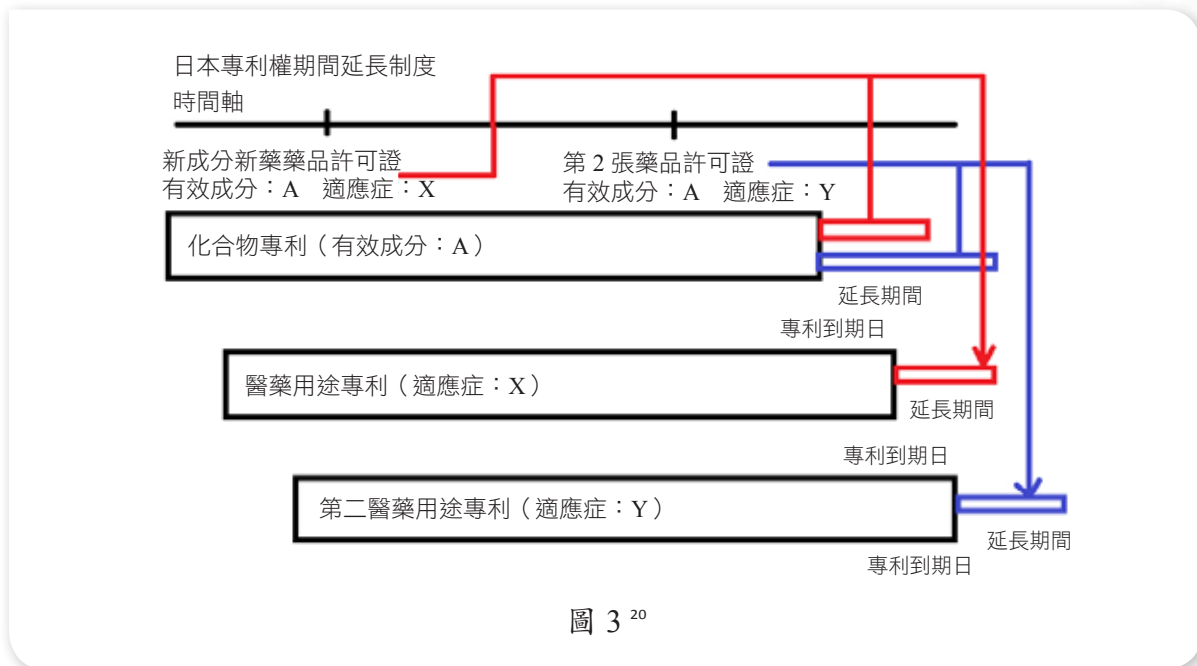 日本專利權期間延長制度
時間軸
新成分新藥藥品許可證
有效成分：A 適應症：X
第 2 張藥品許可證
有效成分：A 適應症：Y
化合物專利（有效成分：A）
延長期間
專利到期日
醫藥用途專利（適應症：X）
延長期間
專利到期日
第二醫藥用途專利（適應症：Y）
延長期間
專利到期日
圖 3 20